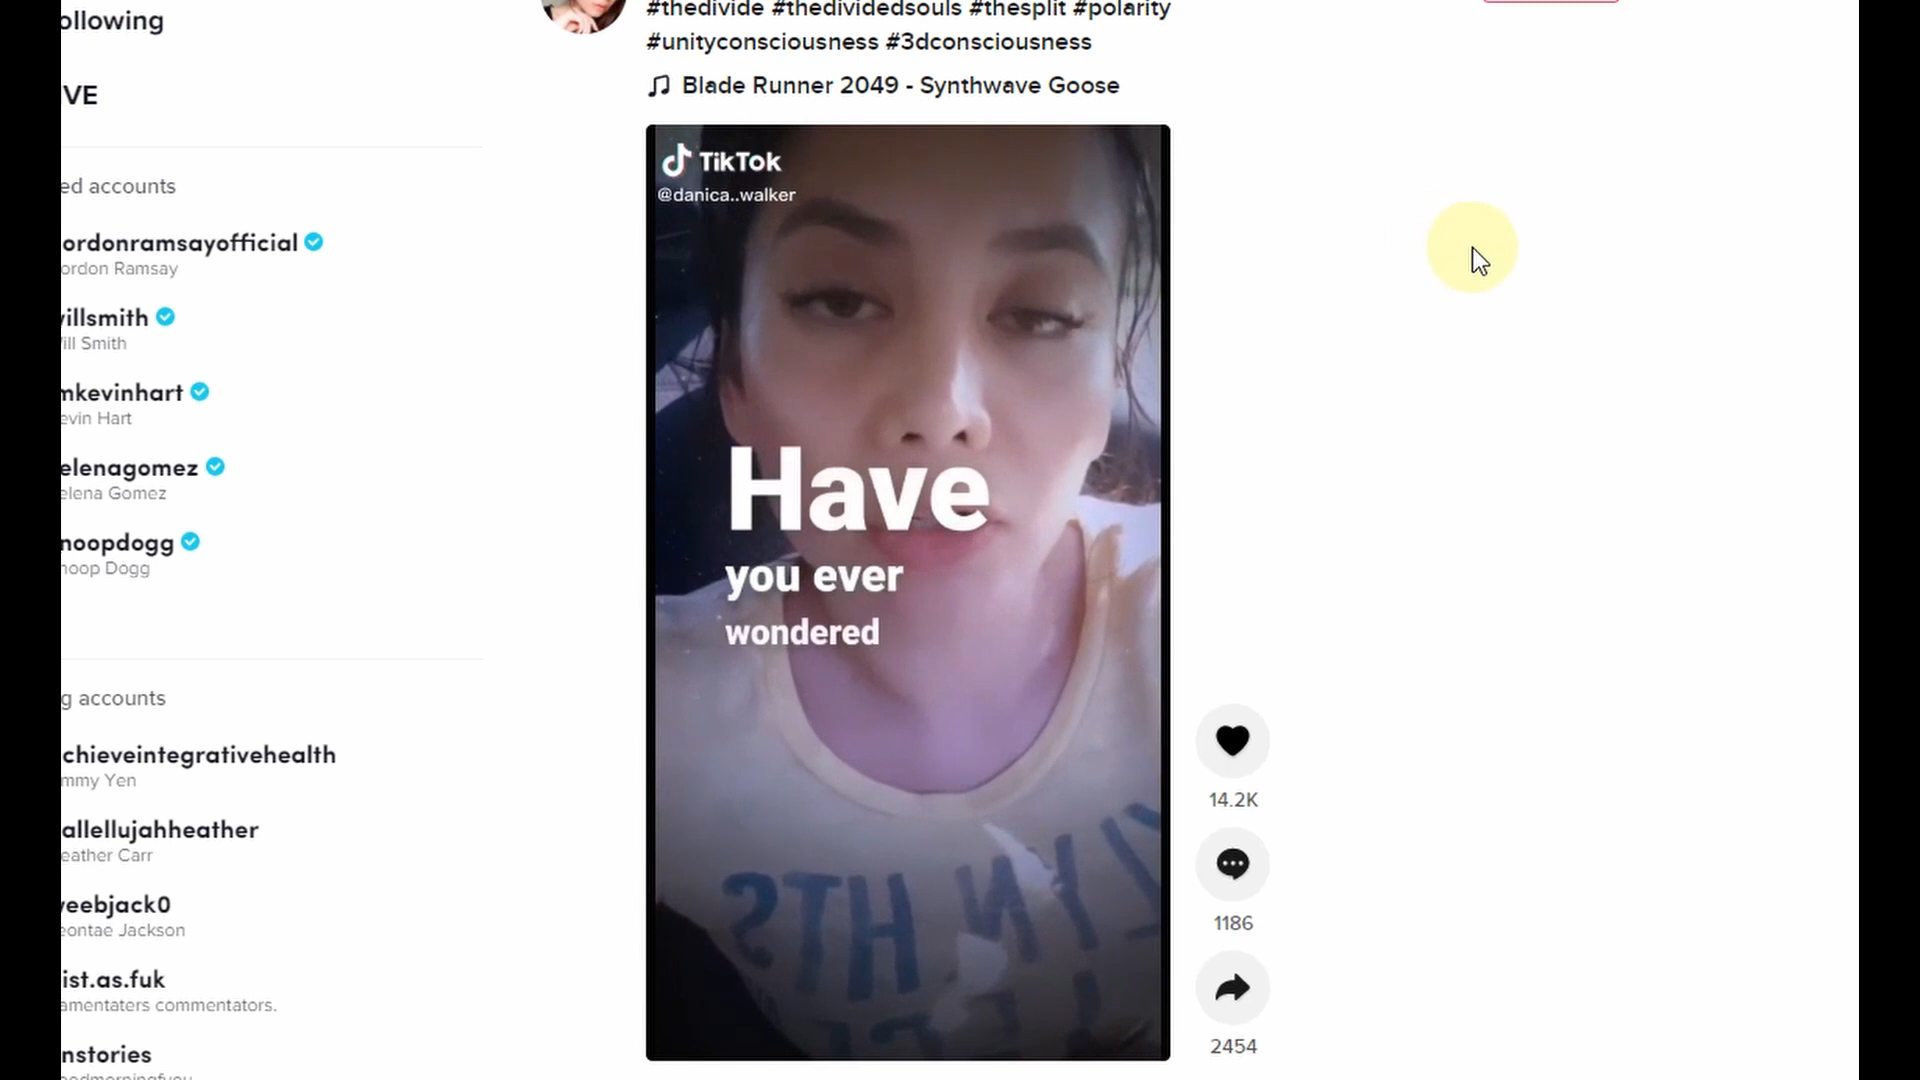 ollowing
VE
ed accounts
ordonramsayofficial
ordon Ramsay
illsmith
ill Smith
mkevinhart
evin Hart
elenagomez
elena Gomez
noopdogg
noop Dogg
g accounts
chieveintegrativehealth
mmy Yen
allellujahheather
eather Carr
eebjack0
eontae Jackson
ist.as.fuk
amentaters commentators.
nstories
#thedivide #thedividedsouls #thesplit #polarity
#unityconsciousness #3dconsciousness
Blade Runner 2049 - Synthwave Goose
TikTok
@danica..walker
Have
you ever
wondered
14.2K
1186
2454